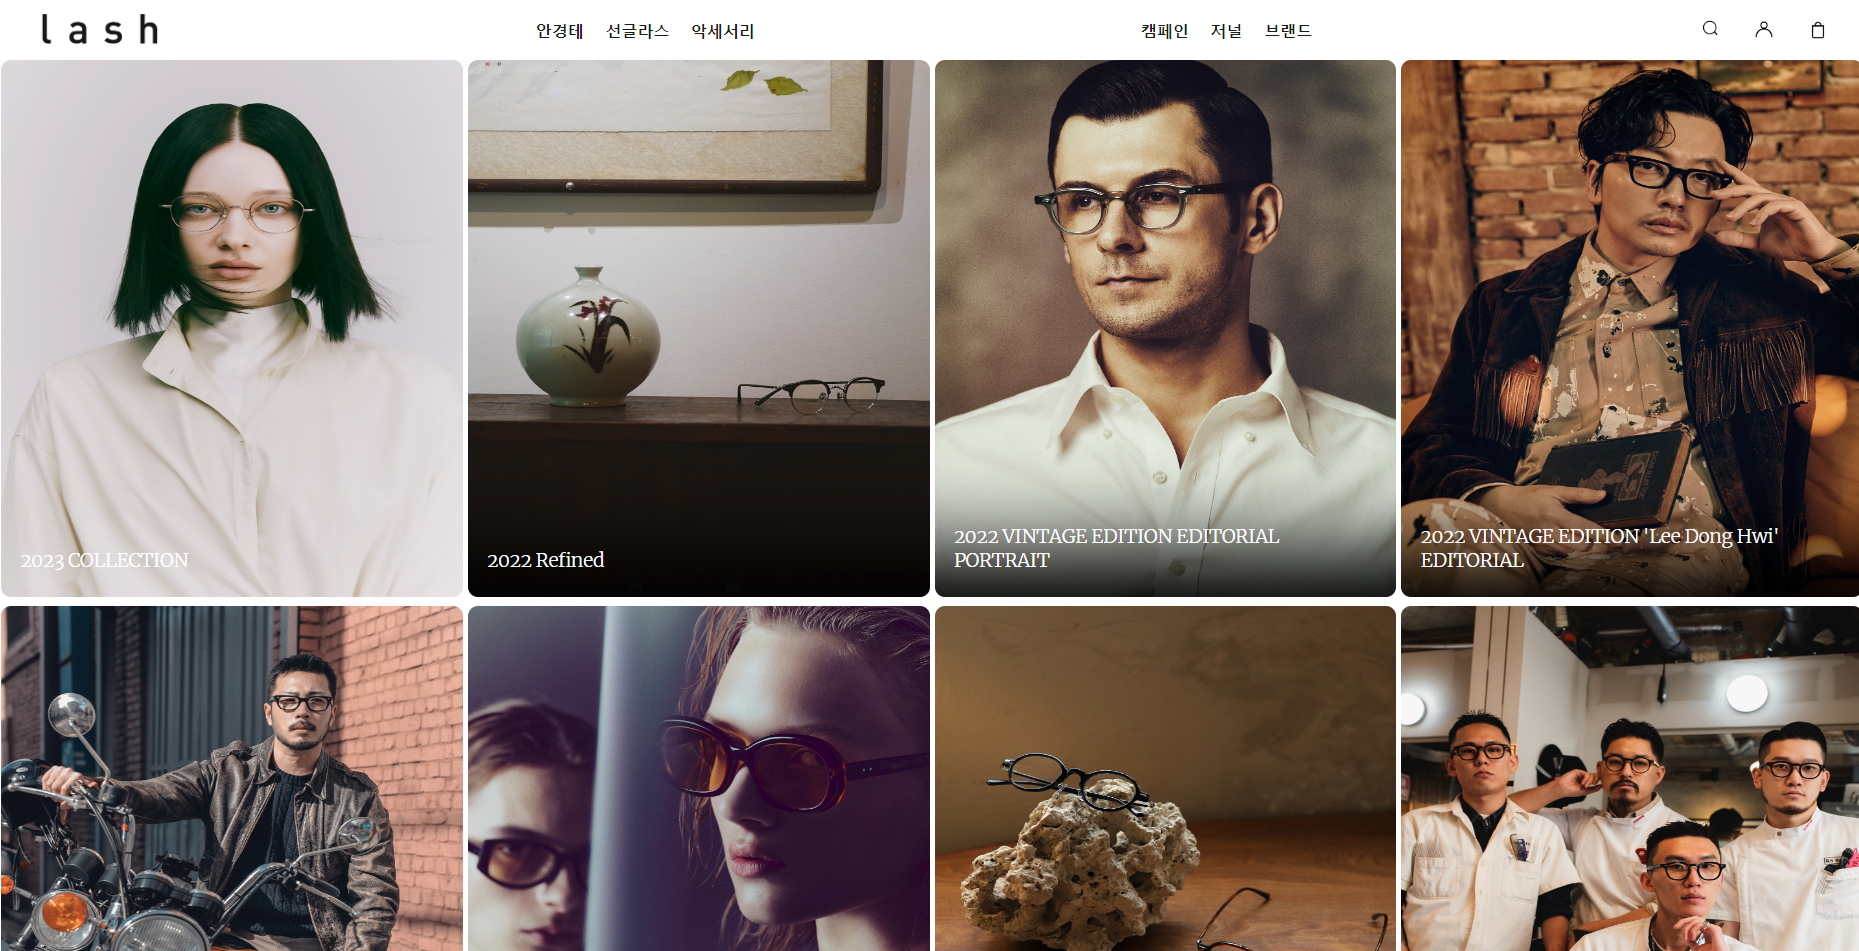 lash
안경테 선글라스 악세서리
캠페인 저널 브랜드
2023 COLLECTION
2022 Refined
2022 VINTAGE EDITION EDITORIAL
PORTRAIT
2022 VINTAGE EDITION 'Lee Dong Hwi'
EDITORIAL